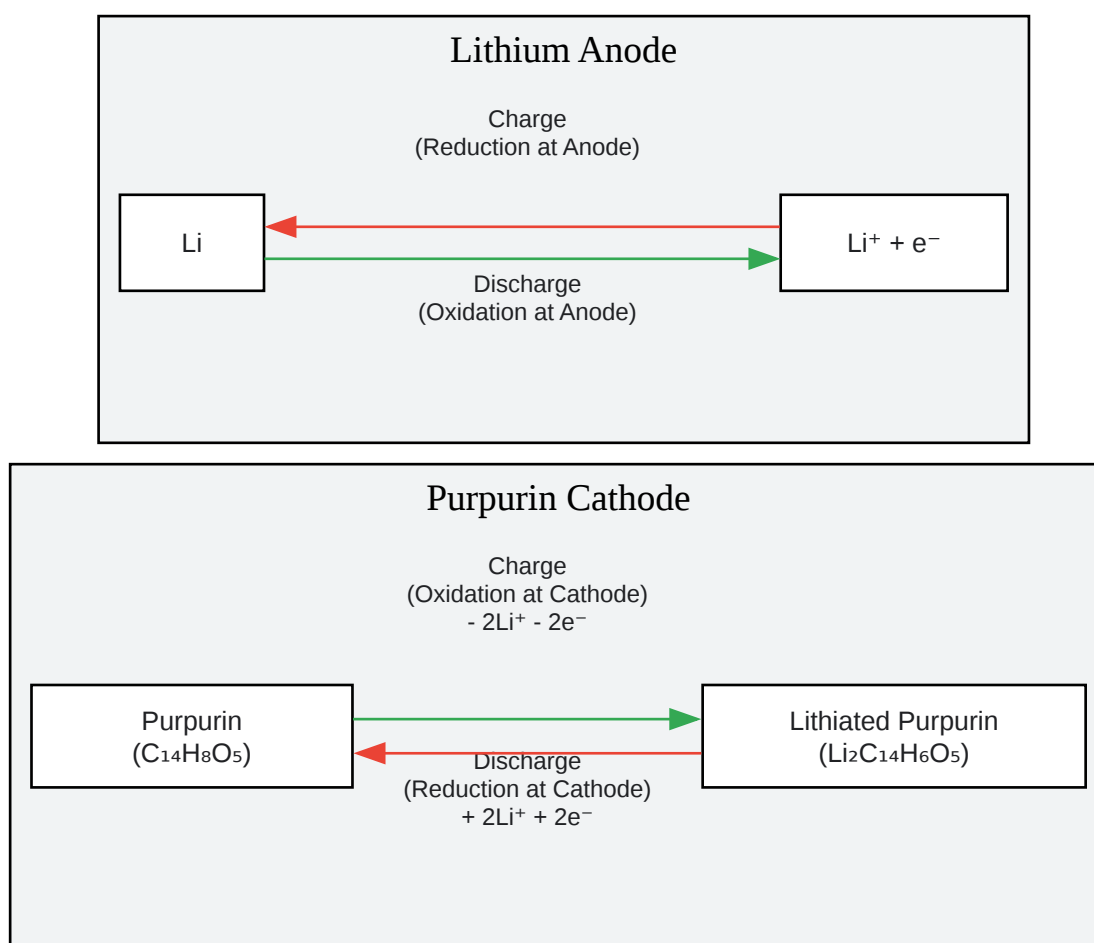 Lithium Anode
Charge
(Reduction at Anode)
Li
Li⁺ + e⁻
Discharge
(Oxidation at Anode)
Purpurin Cathode
Charge
(Oxidation at Cathode)
- 2Li⁺ - 2e⁻
Purpurin
(C₁₄H₈O₅)
Lithiated Purpurin
(Li₂C₁₄H₆O₅)
Discharge
(Reduction at Cathode)
+ 2Li⁺ + 2e⁻